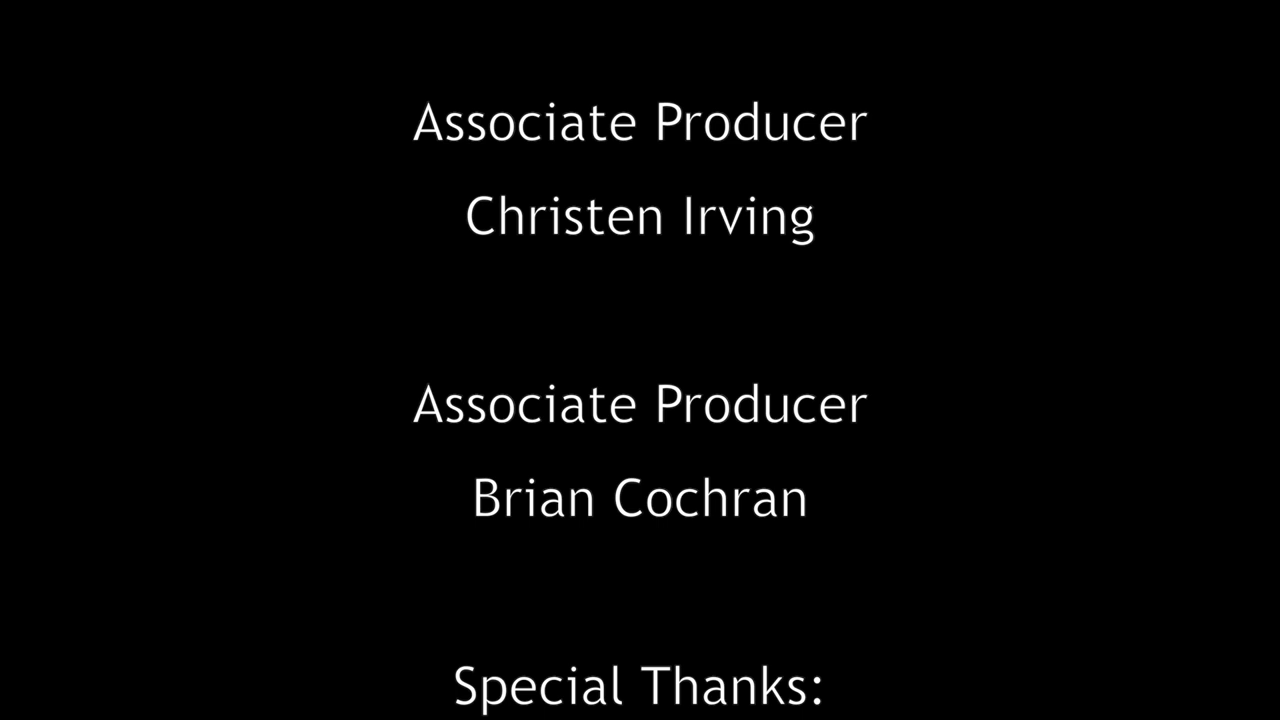 Associate Producer
Christen Irving
Associate Producer
Brian Cochran
Special Thanks: